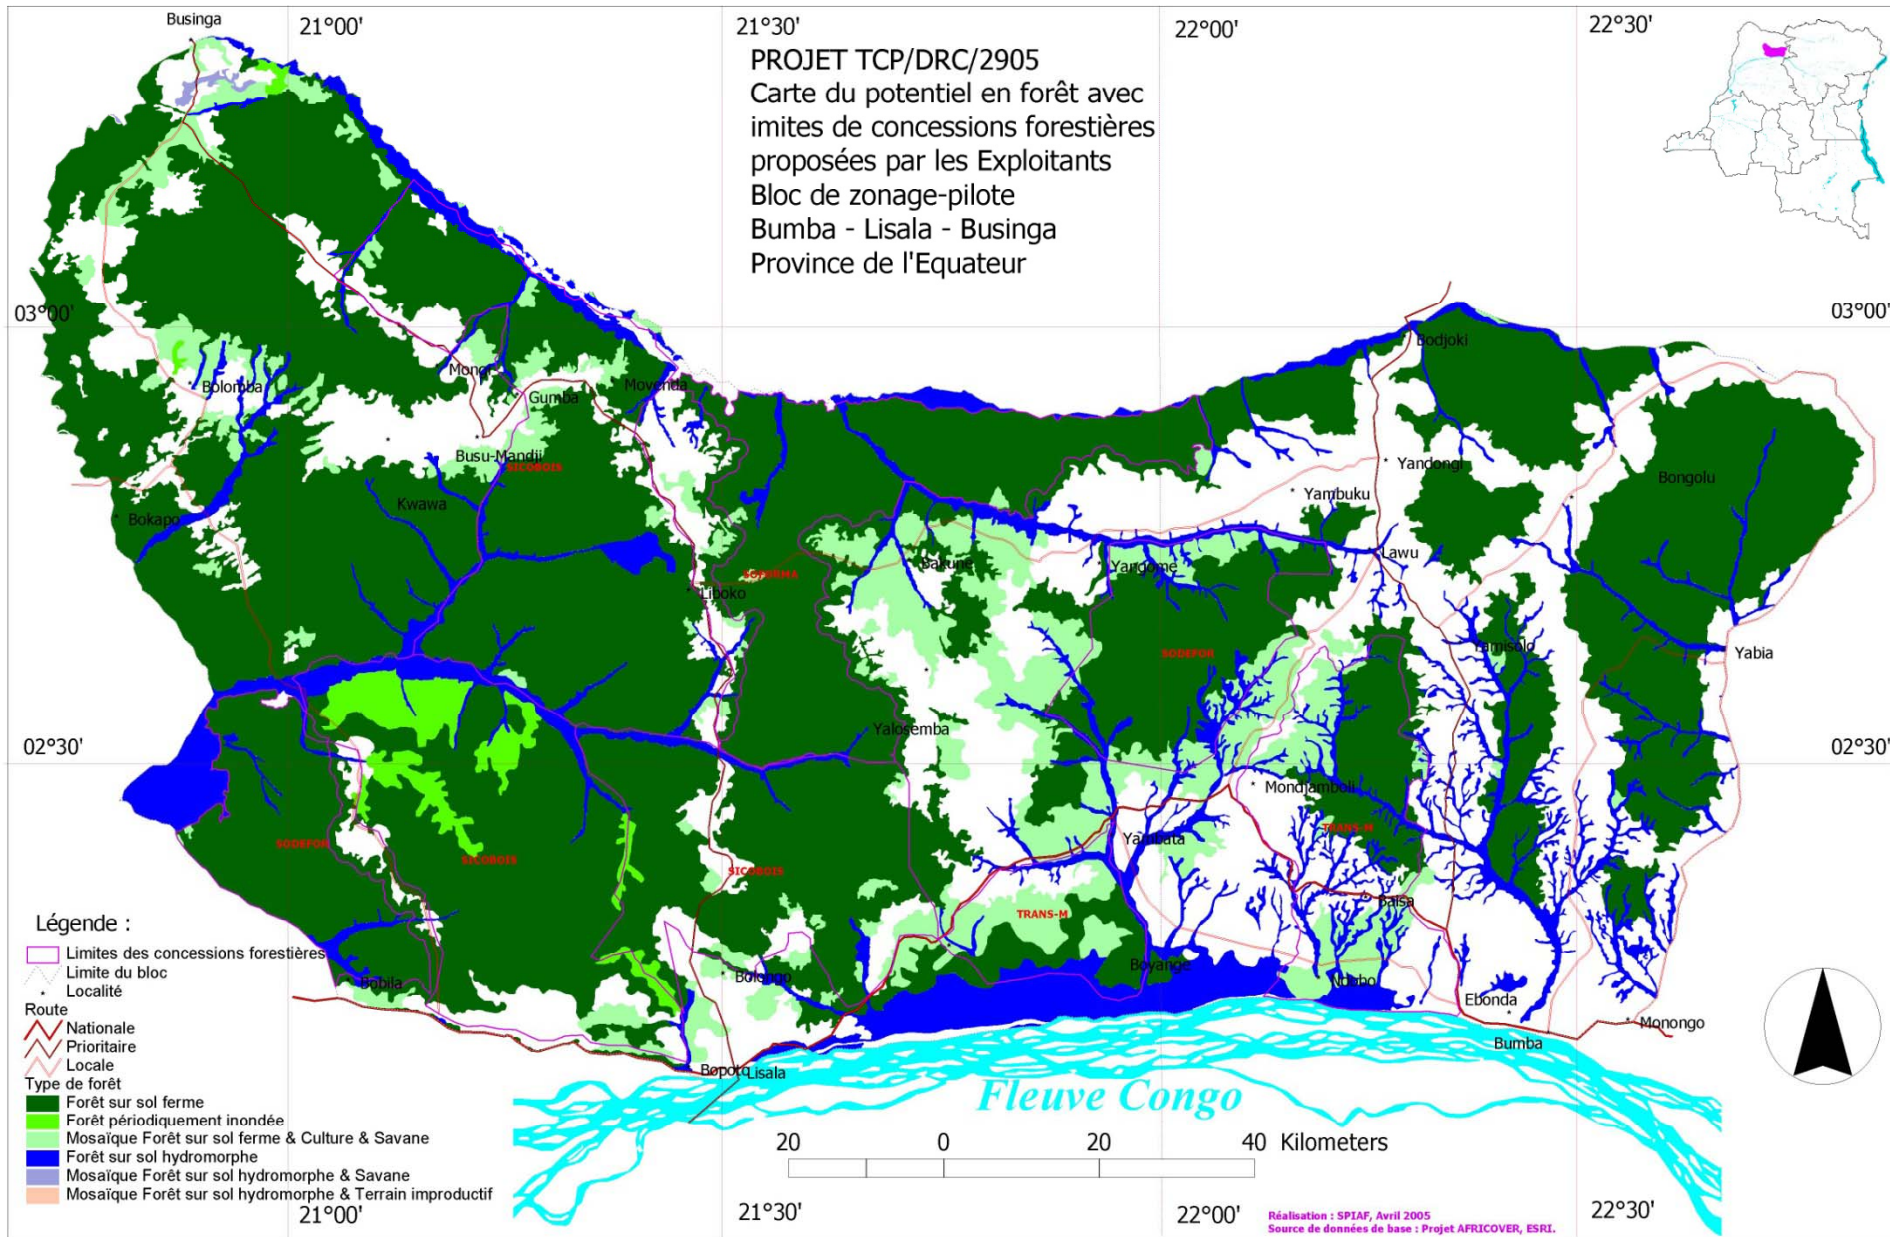 Businga
21°00'
21°30'
22°00'
22°30'
PROJET TCP/DRC/2905
Carte du potentiel en forêt avec
imites de concessions forestières
proposées par les Exploitants
Bloc de zonage-pilote
Bumba - Lisala - Businga
Province de l'Equateur
03°00'
03°00'
Bodjoki
Bolomba
Gumba
Movenda
Busu-Mandji
SICOBOIS
Yandongi
Bongolu
Kwawa
Yambuku
Bokapo
Lawu
Bakune
Yangome
Liboko
Yamisolo
SODEFOR
Yabia
Yalosemba
02°30'
02°30'
Mondjamboli
TRANS-M
Yambata
SODEFOR
SICOBOIS
SICOBOIS
Baisa
TRANS-M
Légende :
Limites des concessions forestières
Limite du bloc
Localité
Route
Nationale
Prioritaire
Locale
Type de forêt
Forêt sur sol ferme
Forêt périodiquement inondée
Mosaïque Forêt sur sol ferme & Culture & Savane
Forêt sur sol hydromorphe
Mosaïque Forêt sur sol hydromorphe & Savane
Mosaïque Forêt sur sol hydromorphe & Terrain improductif
Bolongo
Boyange
Ndobo
Bobila
Ebonda
Monongo
Bumba
Bopoto
Lisala
Fleuve Congo
20 0 20 40 Kilometers
21°00'
21°30'
22°00'
22°30'
Réalisation : SPIAF, Avril 2005
Source de données de base : Projet AFRICOVER, ESRI.